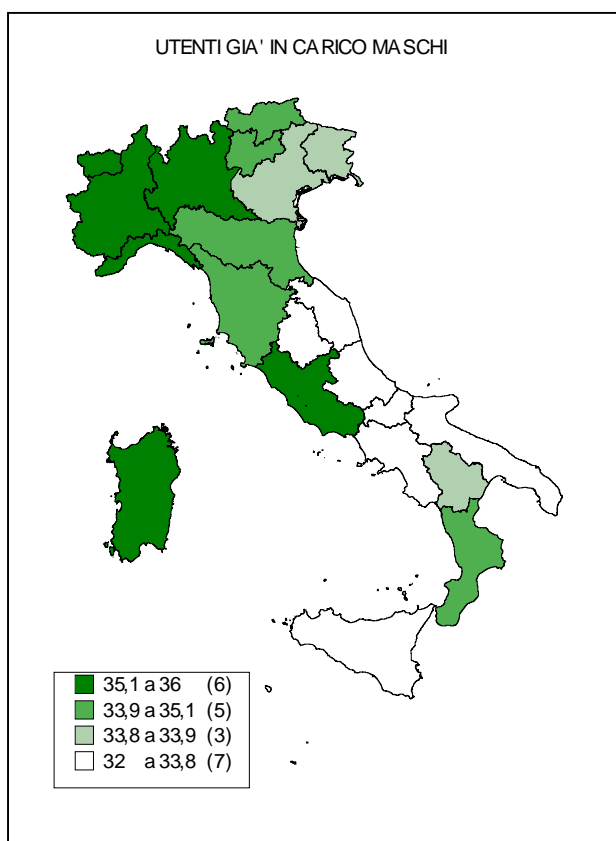 UTENTI GIA' IN CARICO MASCHI
35,1 a 36 (6)
33,9 a 35,1 (5)
33,8 a 33,9 (3)
32 a 33,8 (7)